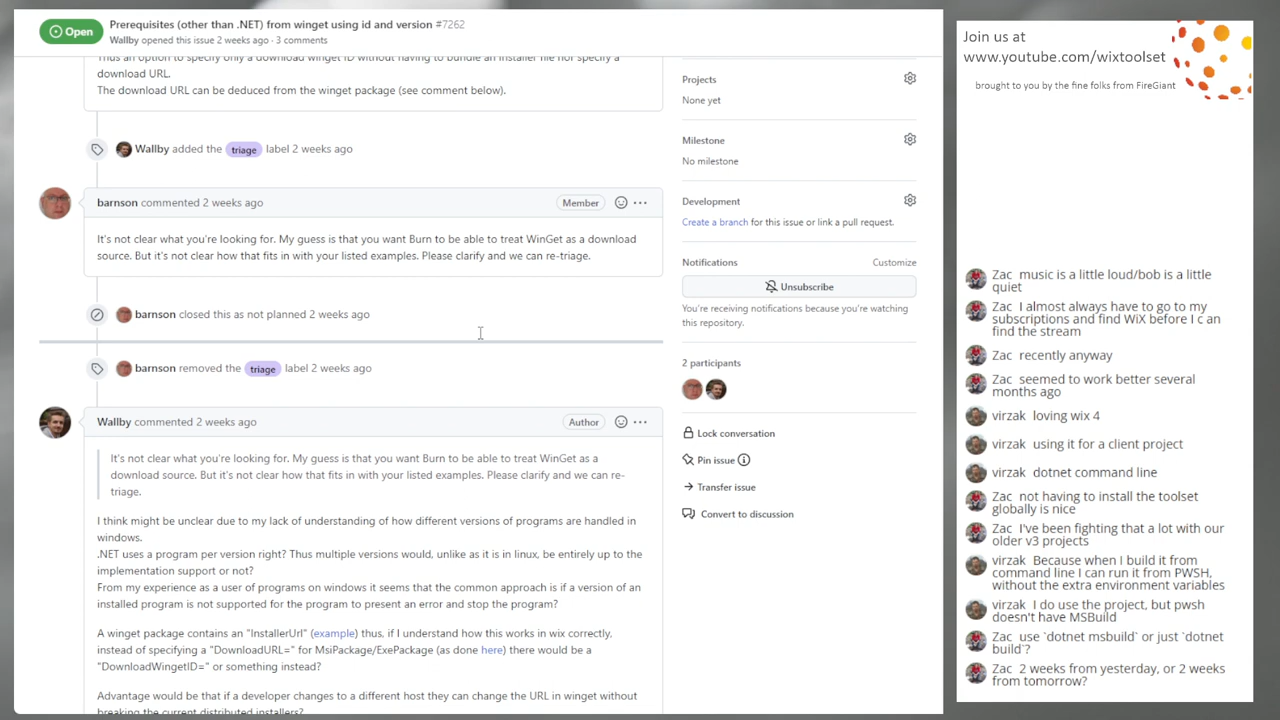 Open
Prerequisites (other than .NET) from winget using id and version #7262
Wallby opened this issue 2 weeks ago · 3 comments
Thus an option to specify only a download winget ID without having to bundle an installer file nor specify a
download URL.
The download URL can be deduced from the winget package (see comment below).
Wallby added the triage label 2 weeks ago
barnson commented 2 weeks ago
Member
It's not clear what you're looking for. My guess is that you want Burn to be able to treat WinGet as a download
source. But it's not clear how that fits in with your listed examples. Please clarify and we can re-triage.
barnson closed this as not planned 2 weeks ago
barnson removed the triage label 2 weeks ago
Wallby commented 2 weeks ago
Author
It's not clear what you're looking for. My guess is that you want Burn to be able to treat WinGet as a
download source. But it's not clear how that fits in with your listed examples. Please clarify and we can re-
triage.
I think might be unclear due to my lack of understanding of how different versions of programs are handled in
windows.
.NET uses a program per version right? Thus multiple versions would, unlike as it is in linux, be entirely up to the
implementation support or not?
From my experience as a user of programs on windows it seems that the common approach is if a version of an
installed program is not supported for the program to present an error and stop the program?
A winget package contains an "InstallerUrl" (example) thus, if I understand how this works in wix correctly,
instead of specifying a "DownloadURL=" for MsiPackage/ExePackage (as done here) there would be a
"DownloadWingetID=" or something instead?
Advantage would be that if a developer changes to a different host they can change the URL in winget without
breaking the current distributed installers?
Projects
None yet
Milestone
No milestone
Development
Create a branch for this issue or link a pull request.
Notifications
Customize
Unsubscribe
You're receiving notifications because you're watching
this repository.
2 participants
Lock conversation
Pin issue
Transfer issue
Convert to discussion
Join us at
www.youtube.com/wixtoolset
brought to you by the fine folks from FireGiant
Zac music is a little loud/bob is a little
quiet
Zac I almost always have to go to my
subscriptions and find WiX before I c an
find the stream
Zac recently anyway
Zac seemed to work better several
months ago
virzak loving wix 4
virzak using it for a client project
virzak dotnet command line
Zac not having to install the toolset
globally is nice
Zac I've been fighting that a lot with our
older v3 projects
virzak Because when I build it from
command line I can run it from PWSH,
without the extra environment variables
virzak I do use the project, but pwsh
doesn't have MSBuild
Zac use `dotnet msbuild` or just `dotnet
build`?
Zac 2 weeks from yesterday, or 2 weeks
from tomorrow?